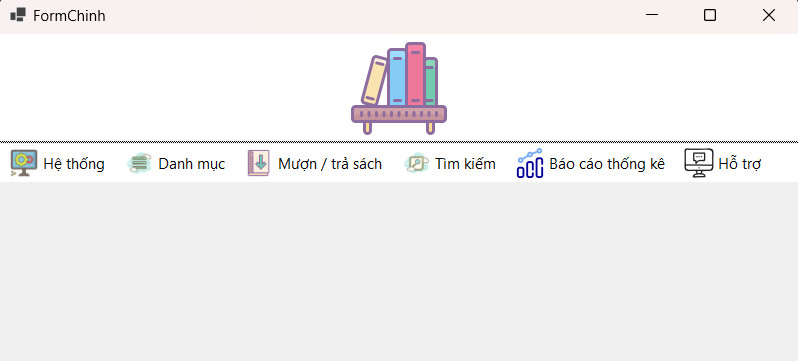 FormChinh
Hệ thống Danh mục Mượn / trả sách Tìm kiếm Báo cáo thống kê Hỗ trợ